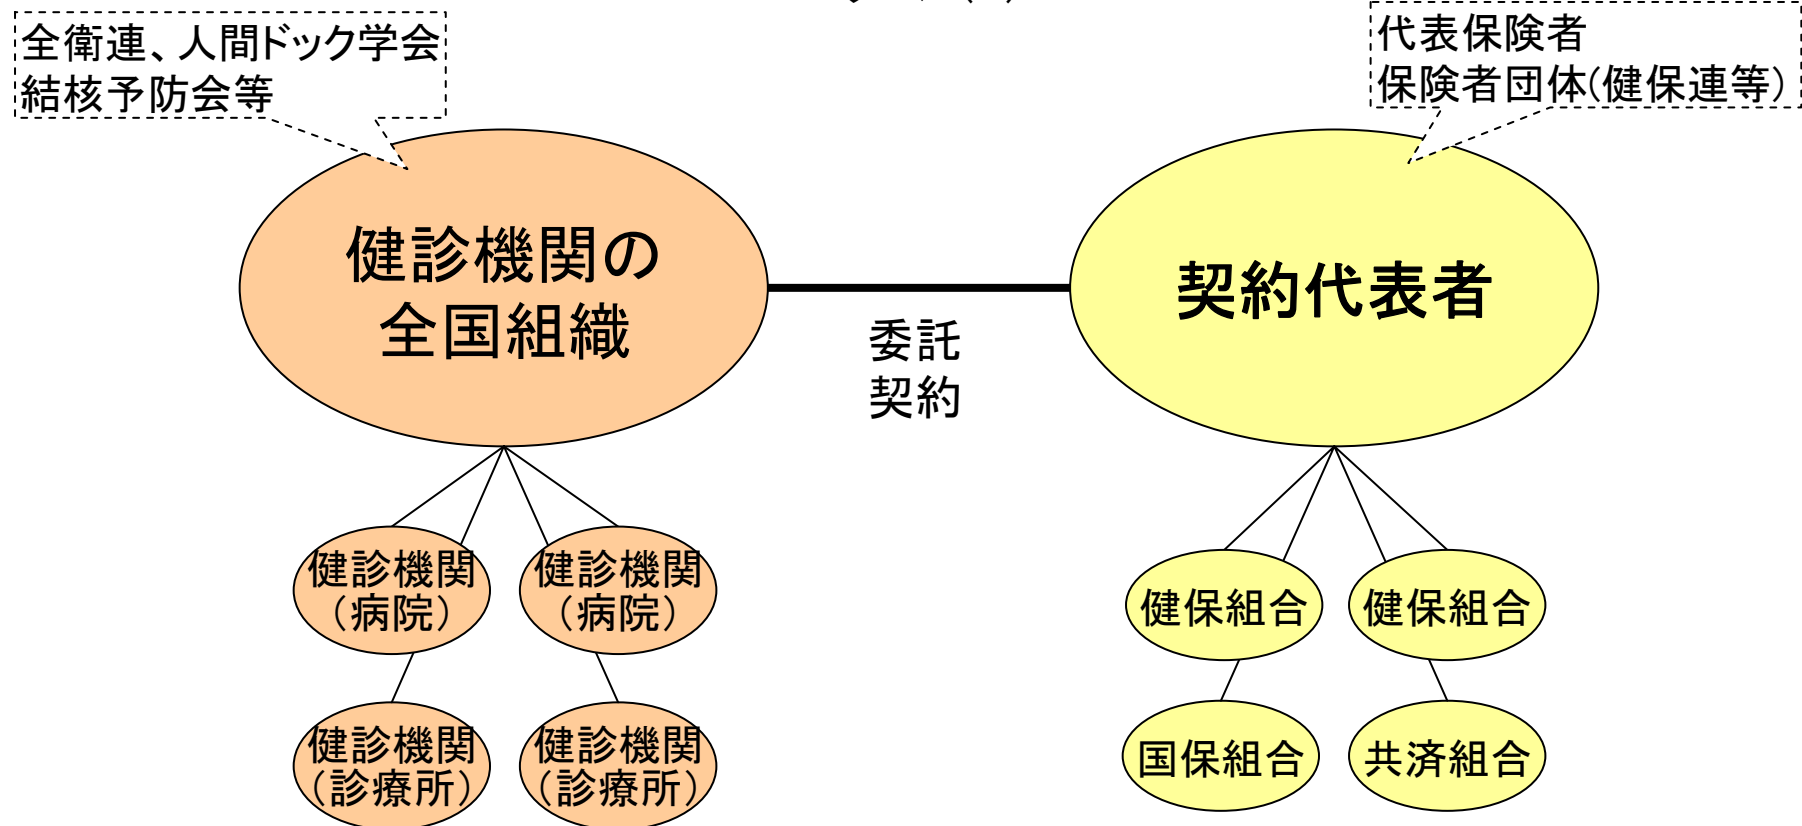 全衛連、人間ドック学会
結核予防会等
代表保険者
保険者団体(健保連等)
健診機関の
全国組織
契約代表者
委託
契約
健診機関
(病院)
健診機関
(病院)
健保組合
健保組合
健診機関
(診療所)
健診機関
(診療所)
国保組合
共済組合